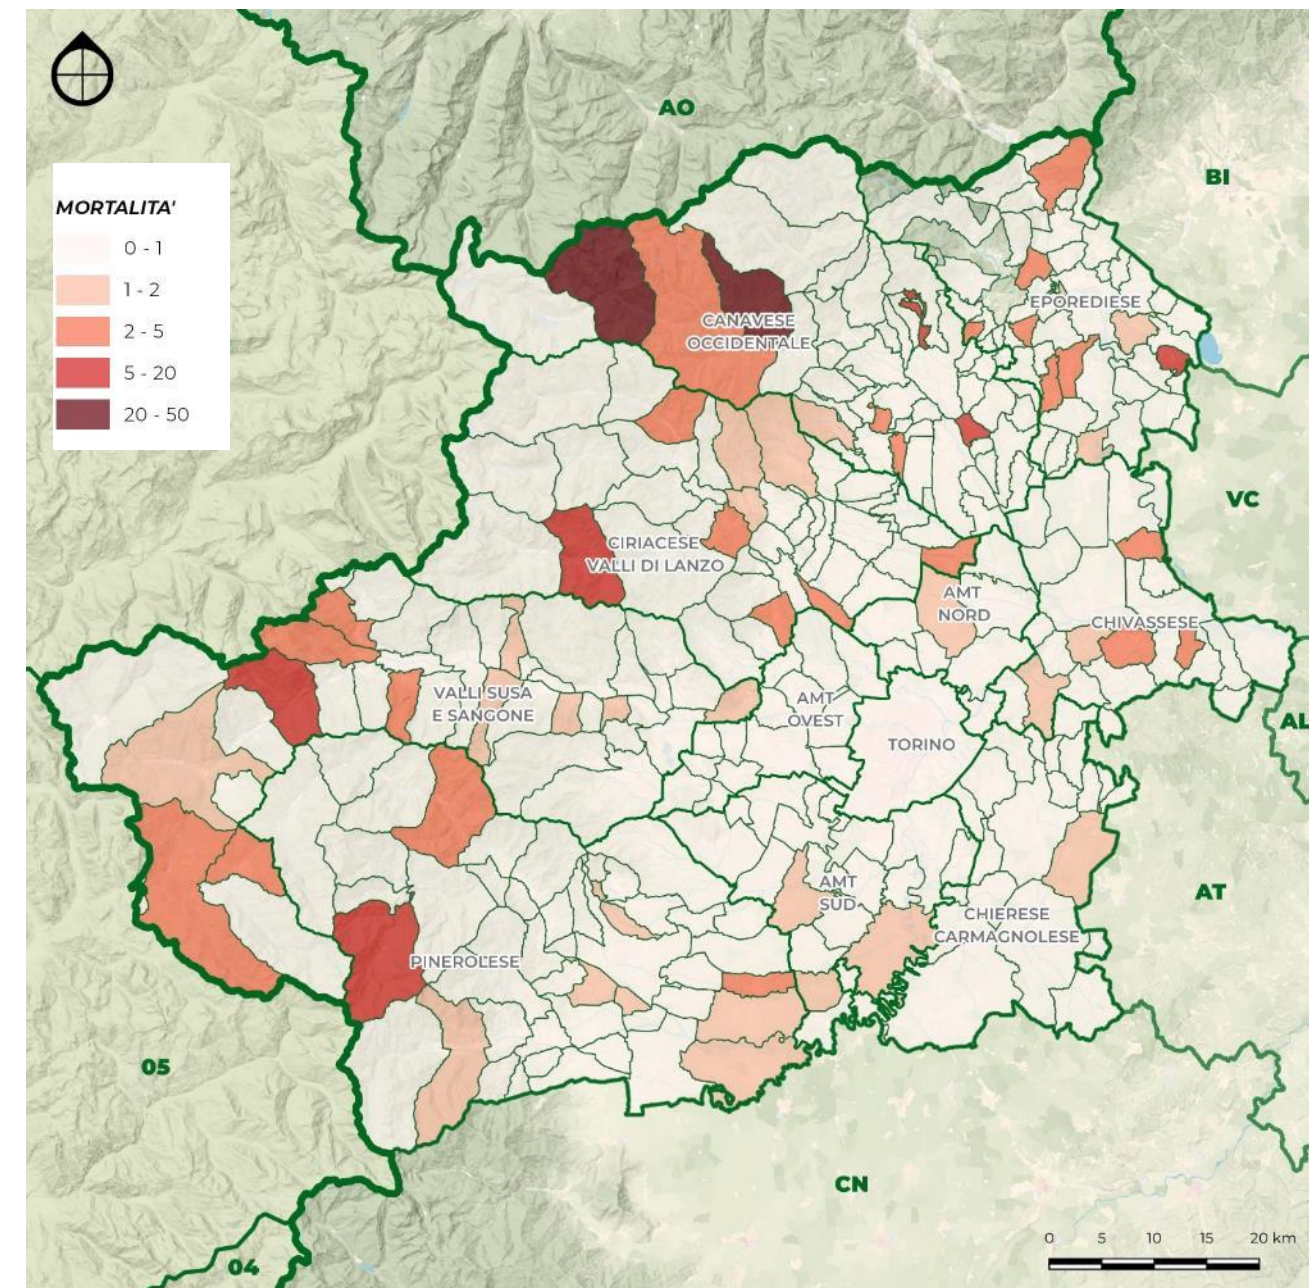 AO
BI
MORTALITA'
0 - 1
1 - 2
2 - 5
5 - 20
20 - 50
EPOREDIESE
CANAVESE
OCCIDENTALE
VC
CIRIACESE
VALLI DI LANZO
AMT
NORD
CHIVASSESE
VALLI SUSA
E SANGONE
AMT
OVEST
AL
TORINO
AMT
SUD
AT
CHIERESE
CARMAGNOLESE
PINEROLESE
05
CN
04
0 5 10 15 20 km